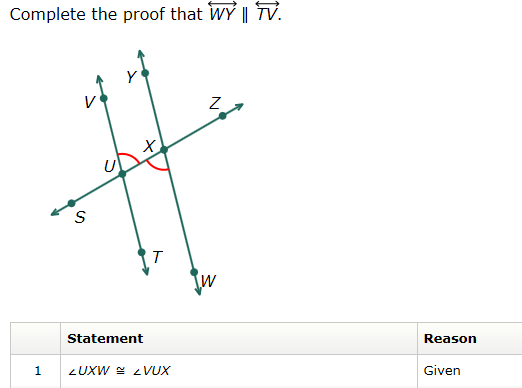 Complete the proof that WY ∥ TV.
Y
V
Z
X
U
S
T
W
Statement Reason
1 ∠UXW ≅ ∠VUX Given